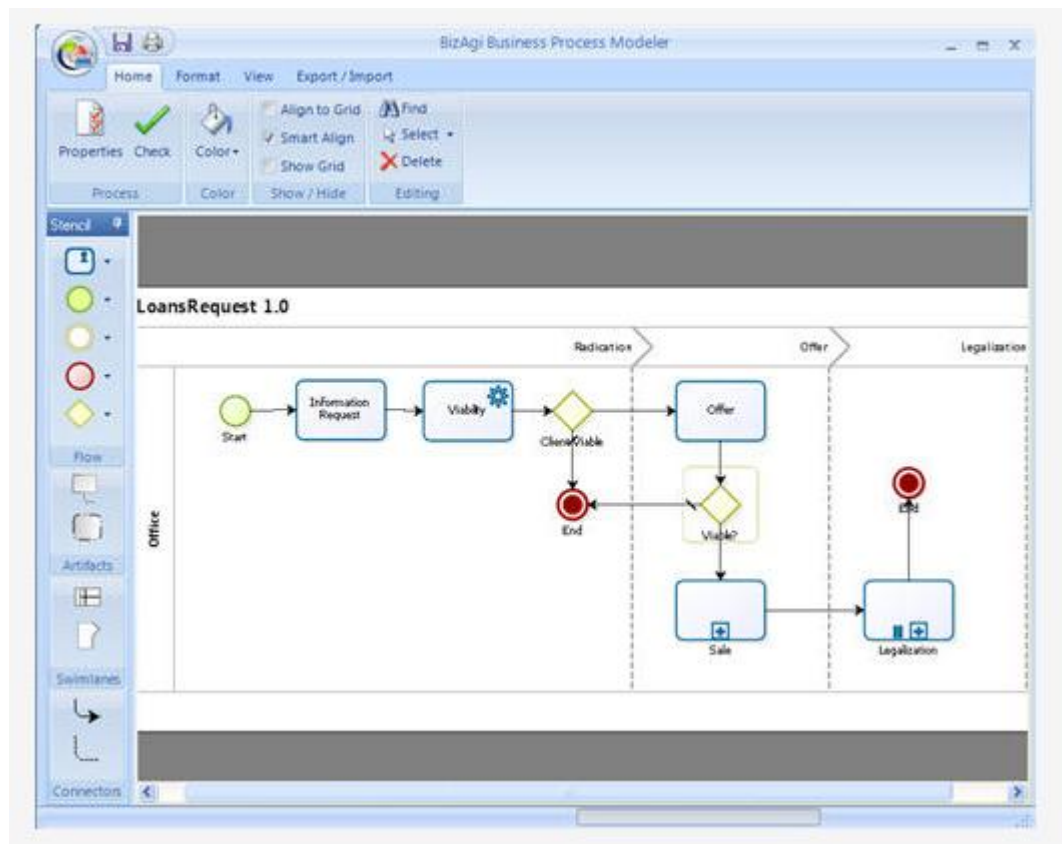 BizAgi Business Process Modeler
Home Format View Export / Import
Align to Grid Find
Smart Align Select
Properties Check Color Show Grid Delete
Process Color Show / Hide Editing
Stencil
LoansRequest 1.0
Radication Offer Legalization
Information
Request
Viability
Offer
Start
ClientViable
Flow
Office
End
Viable?
End
Artifacts
Sale
Legalization
Swimlanes
Connectors